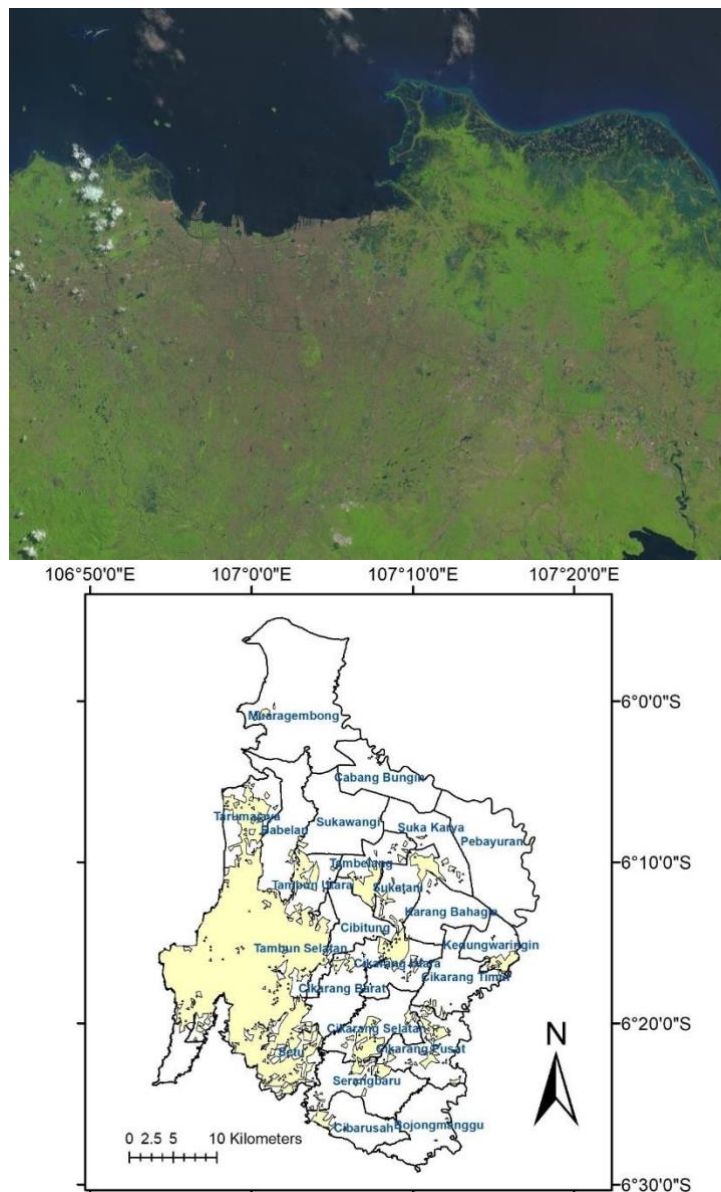 106°50'0"E 107°0'0"E 107°10'0"E 107°20'0"E
6°0'0"S
Muaragembong
Cabang Bungin
Tarumajaya
Babelan
Sukawangi
Suka Karya
Pebayuran
6°10'0"S
Tambelang
Tambun Utara
Sukatani
Karang Bahagia
Cibitung
Kedungwaringin
Tambun Selatan
Cikarang Utara
Cikarang Timur
Cikarang Barat
6°20'0"S
Cikarang Selatan
Setu
Cikarang Pusat
Serangbaru
N
Cibarusah
Bojongmanggu
0 2.5 5 10 Kilometers
6°30'0"S